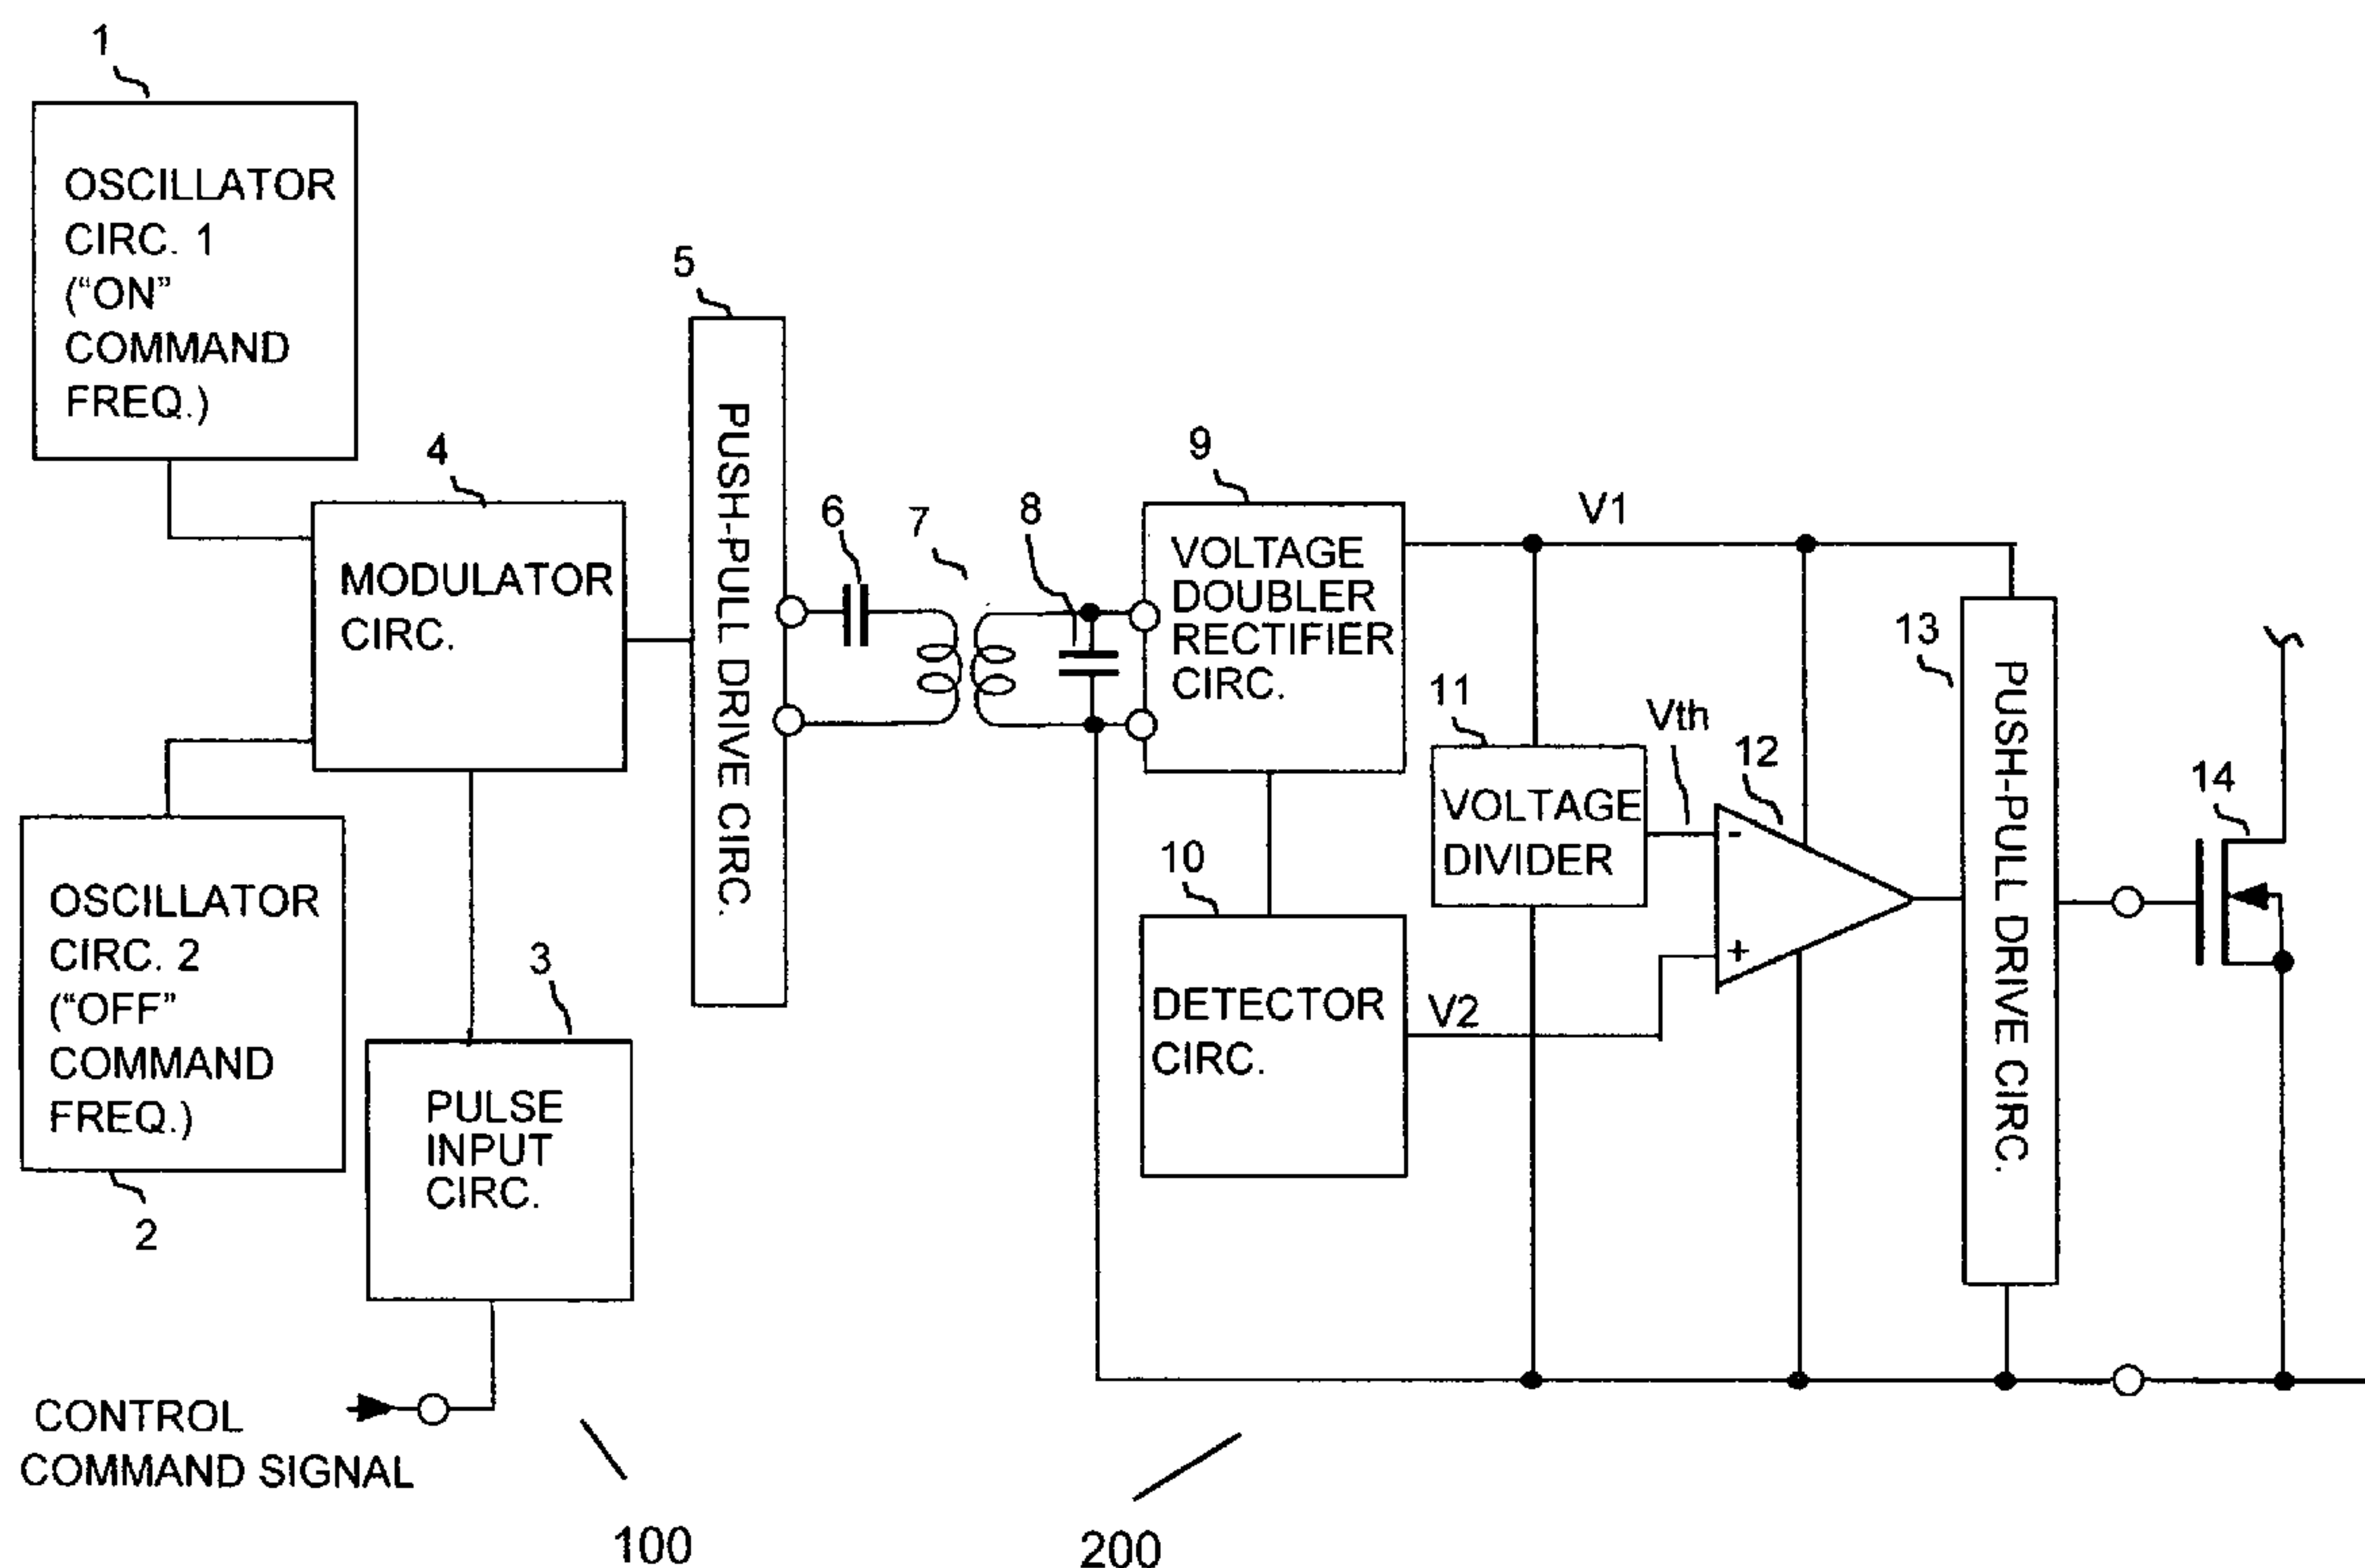 1
OSCILLATOR
CIRC. 1
("ON"
COMMAND
FREQ.)
4
MODULATOR
CIRC.
OSCILLATOR
CIRC. 2
("OFF"
COMMAND
FREQ.)
2
3
PULSE
INPUT
CIRC.
CONTROL
COMMAND SIGNAL
100
5
PUSH-PULL DRIVE CIRC.
6
7
8
9
VOLTAGE
DOUBLER
RECTIFIER
CIRC.
V1
10
DETECTOR
CIRC.
V2
11
VOLTAGE
DIVIDER
Vth
12
-
+
13
PUSH-PULL DRIVE CIRC.
14
200